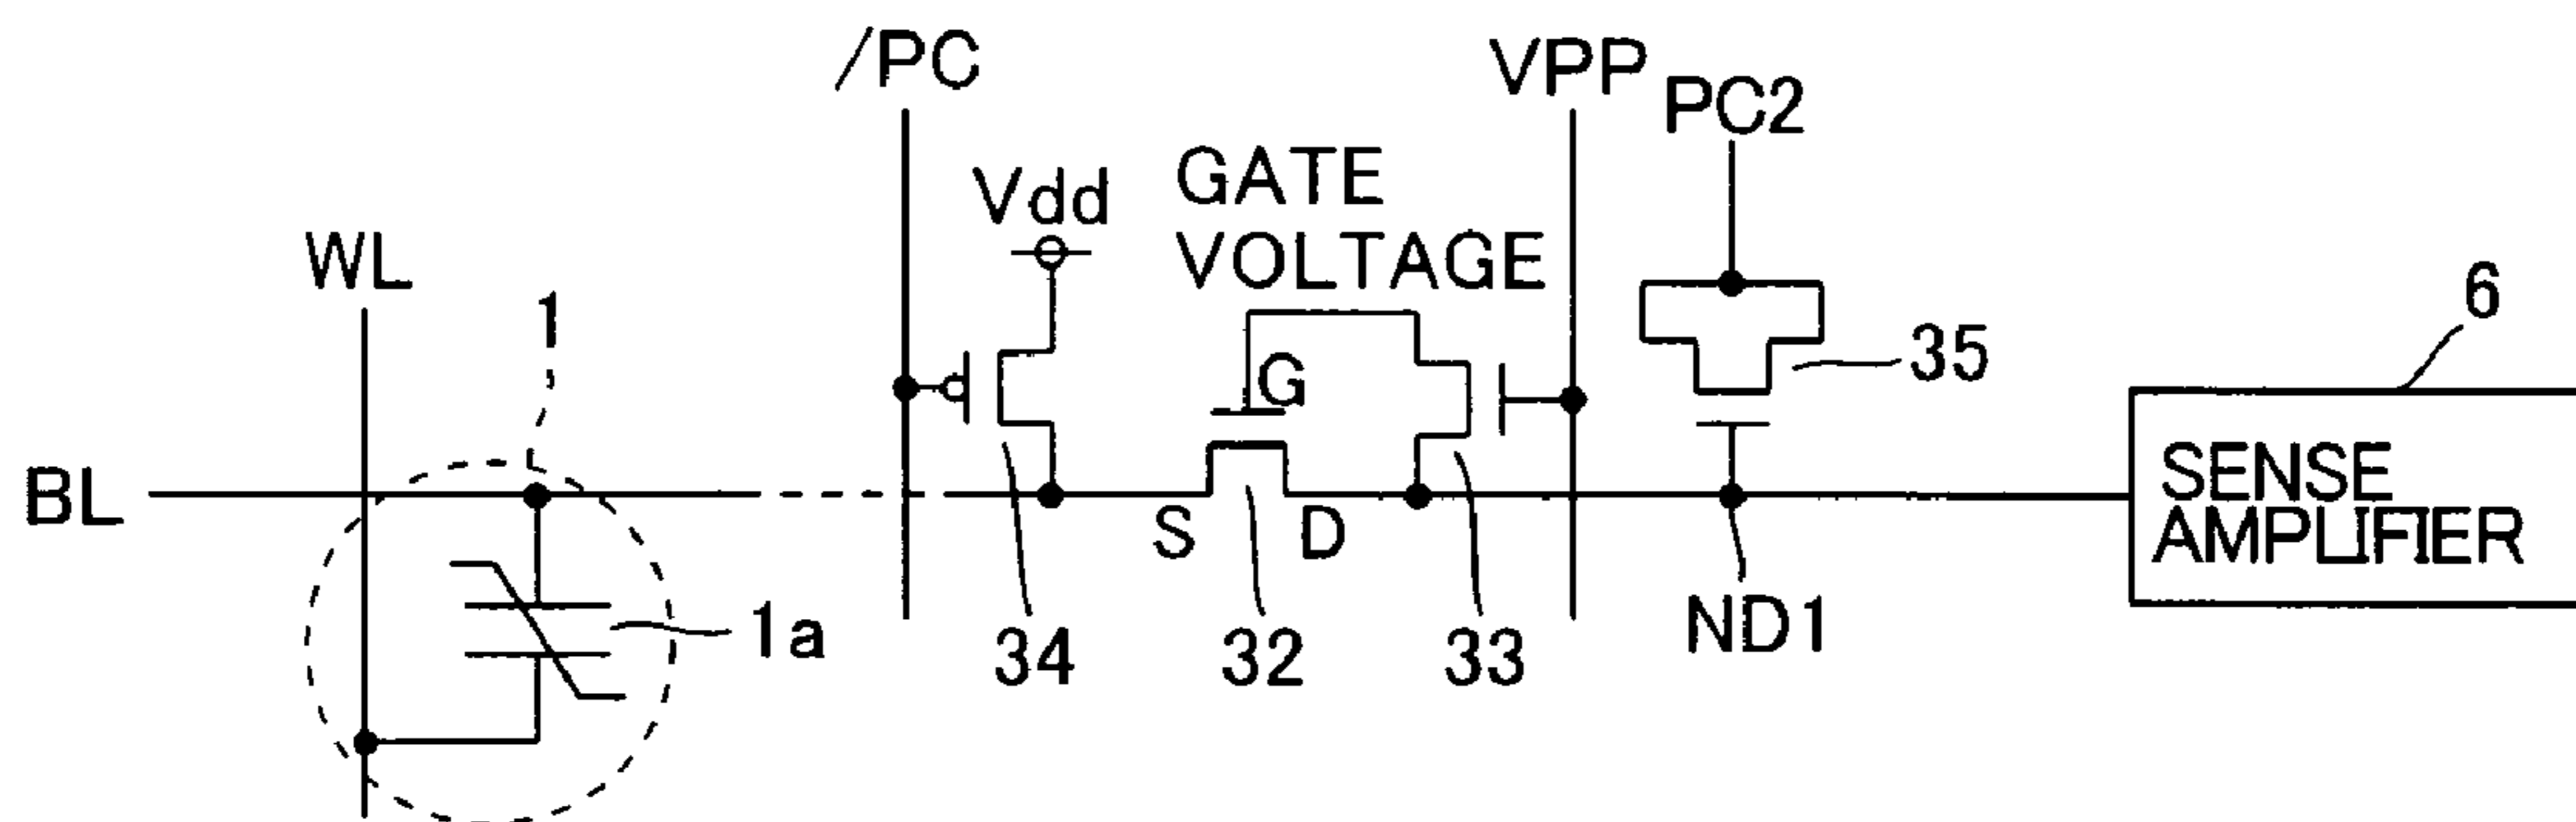 /PC
VPP
PC2
Vdd
GATE
VOLTAGE
WL
1
6
G
35
BL
S
D
SENSE
AMPLIFIER
1a
34
32
33
ND1